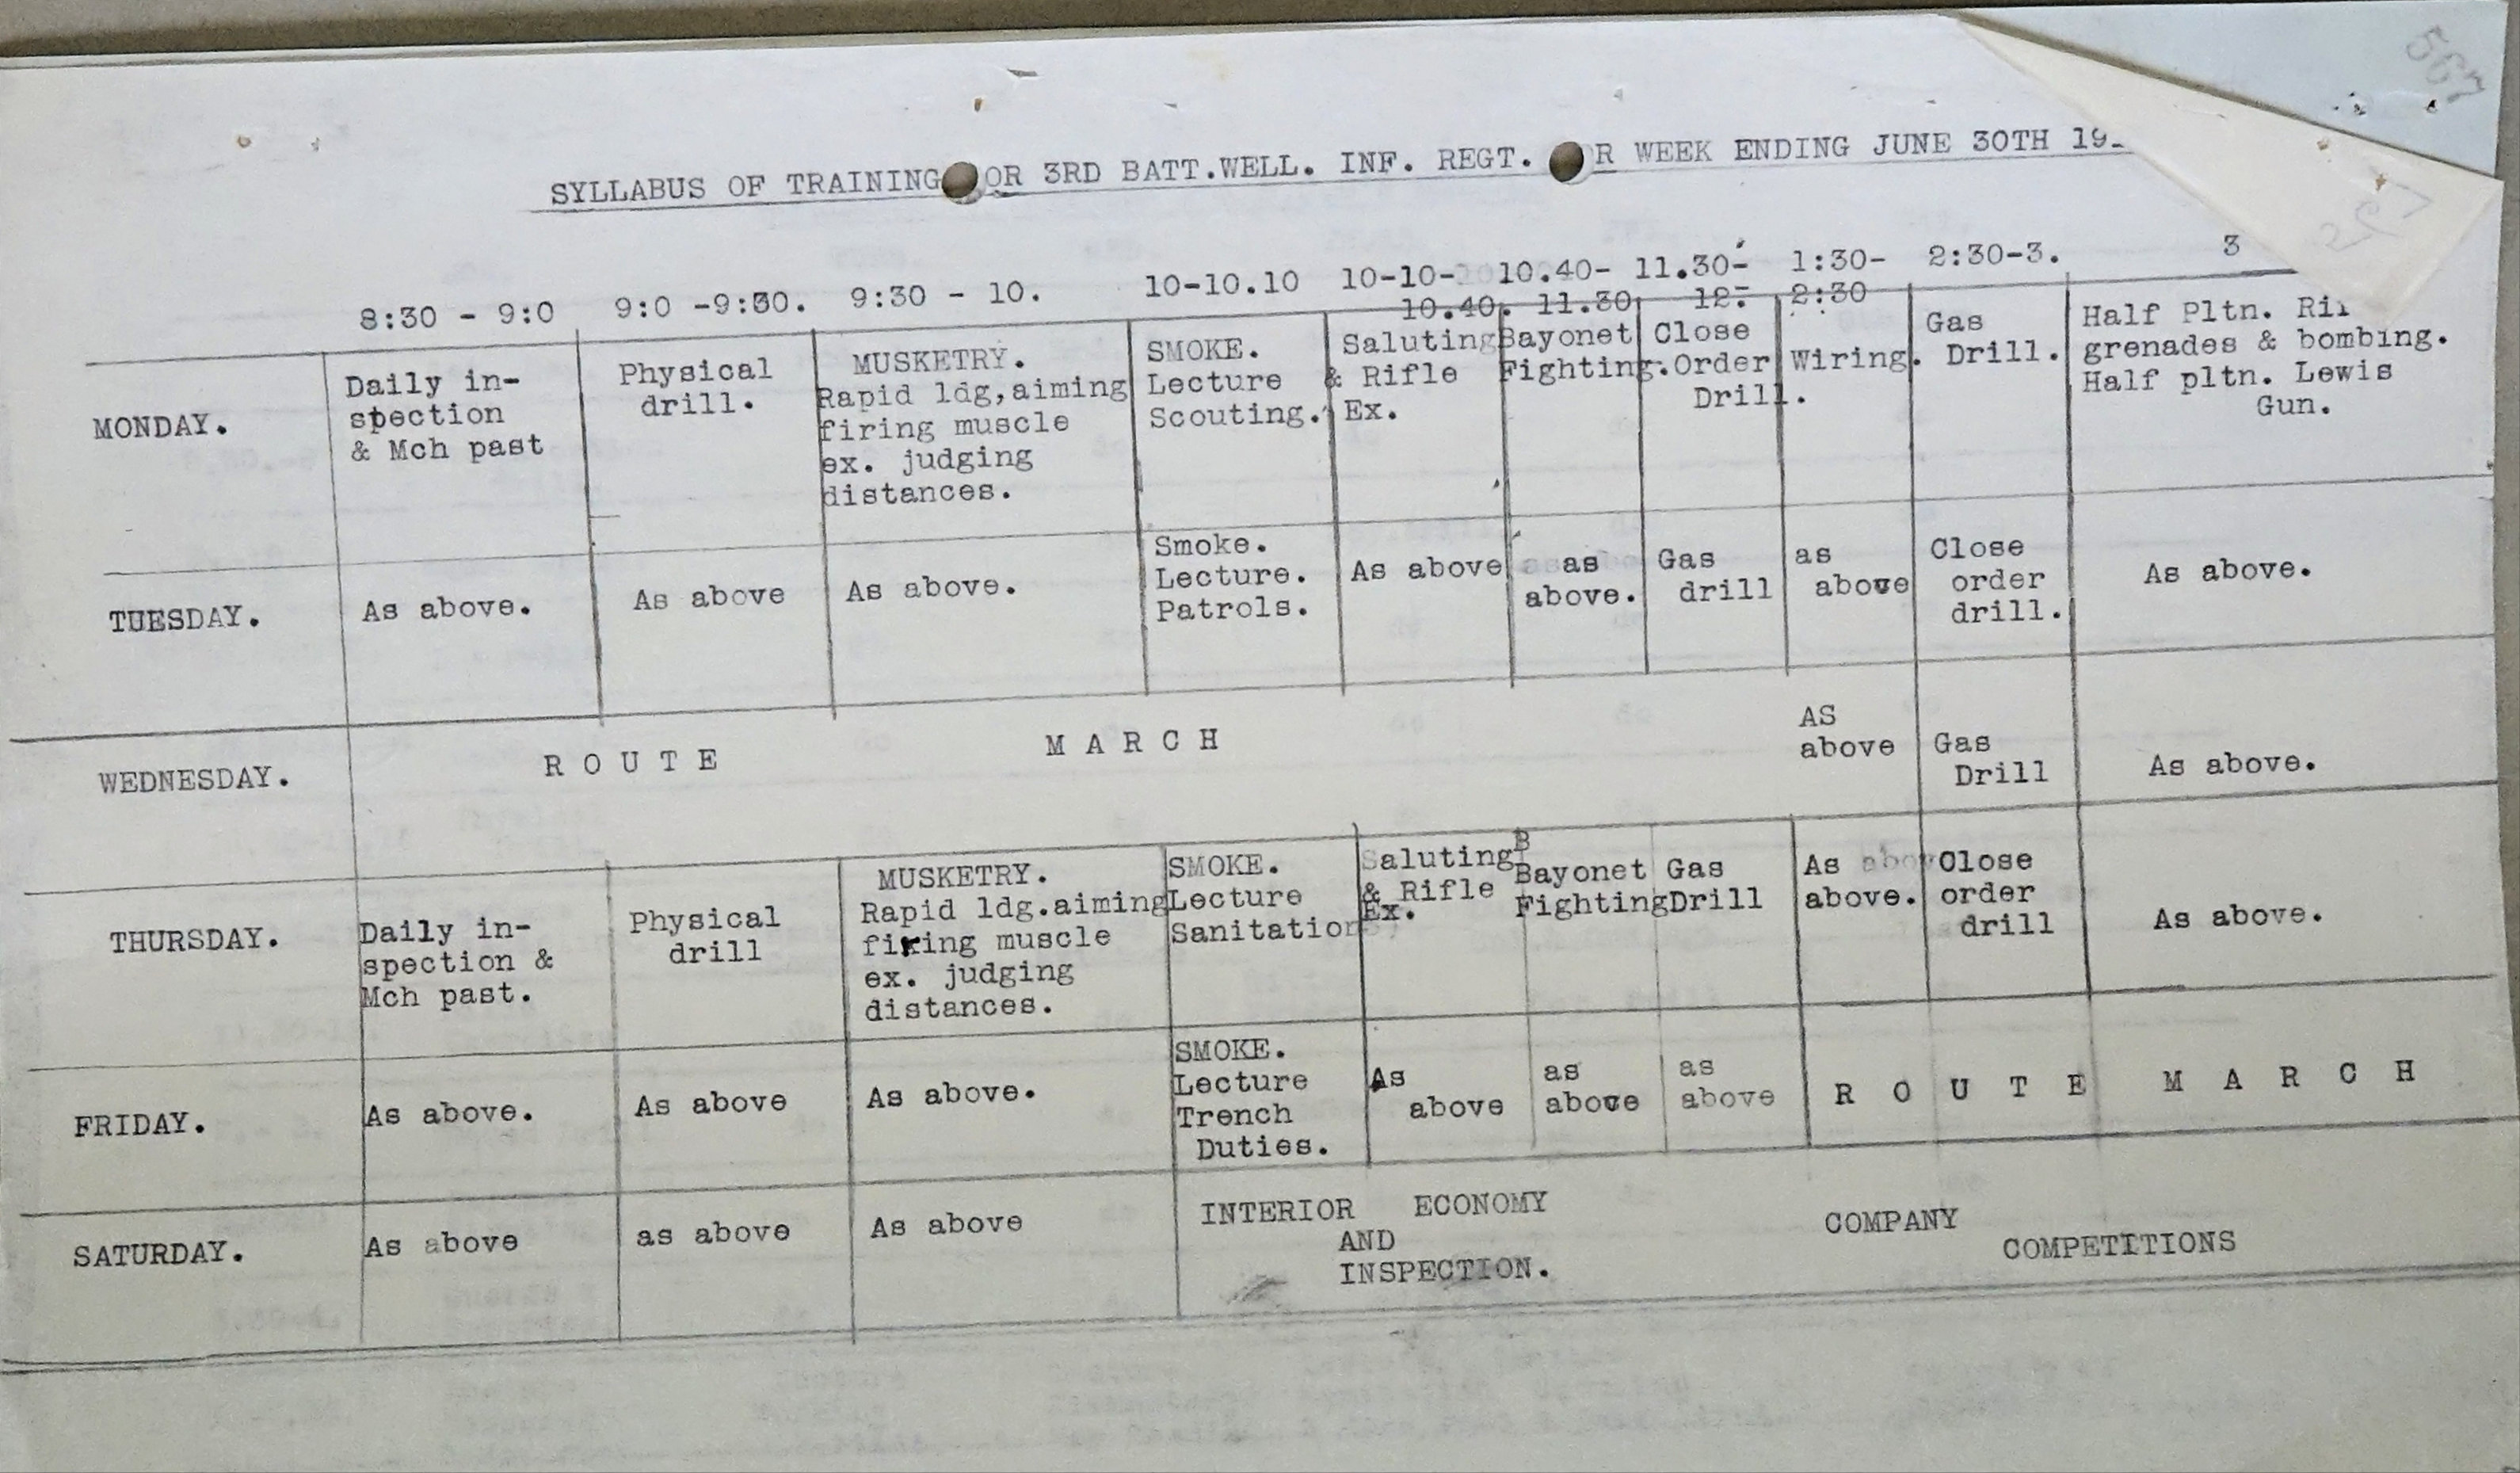 567
SYLLABUS OF TRAINING OR 3RD BATT.WELL. INF. REGT. R WEEK ENDING JUNE 30TH 19
8:30 - 9:0 9:0 -9:30. 9:30 - 10. 10-10.10 10-10- 10.40- 11.30- 1:30- 2:30-3. 3
10.40. 11.30 12. 2:30
MONDAY.
Daily in-
spection
& Mch past
Physical
drill.
MUSKETRY.
Rapid ldg,aiming
firing muscle
ex. judging
distances.
SMOKE.
Lecture
Scouting.
Saluting
& Rifle
Ex.
Bayonet
Fighting.
Close
Order
Drill.
Wiring.
Gas
Drill.
Half Pltn.
grenades & bombing.
Half pltn. Lewis
Gun.
TUESDAY.
As above.
As above
As above.
Smoke.
Lecture.
Patrols.
As above
as
above.
Gas
drill
as
above
Close
order
drill.
As above.
WEDNESDAY.
ROUTE MARCH
AS
above
Gas
Drill
As above.
THURSDAY.
Daily in-
spection &
Mch past.
Physical
drill
MUSKETRY.
Rapid ldg.aiming
firing muscle
ex. judging
distances.
SMOKE.
Lecture
Sanitation
Saluting
& Rifle
Ex.
B
Bayonet
Fighting
Gas
Drill
As abov
above.
Close
order
drill
As above.
FRIDAY.
As above.
As above
As above.
SMOKE.
Lecture
Trench
Duties.
As
above
as
above
as
above
ROUTE MARCH
SATURDAY.
As above
as above
As above
INTERIOR ECONOMY
AND
INSPECTION.
COMPANY
COMPETITIONS